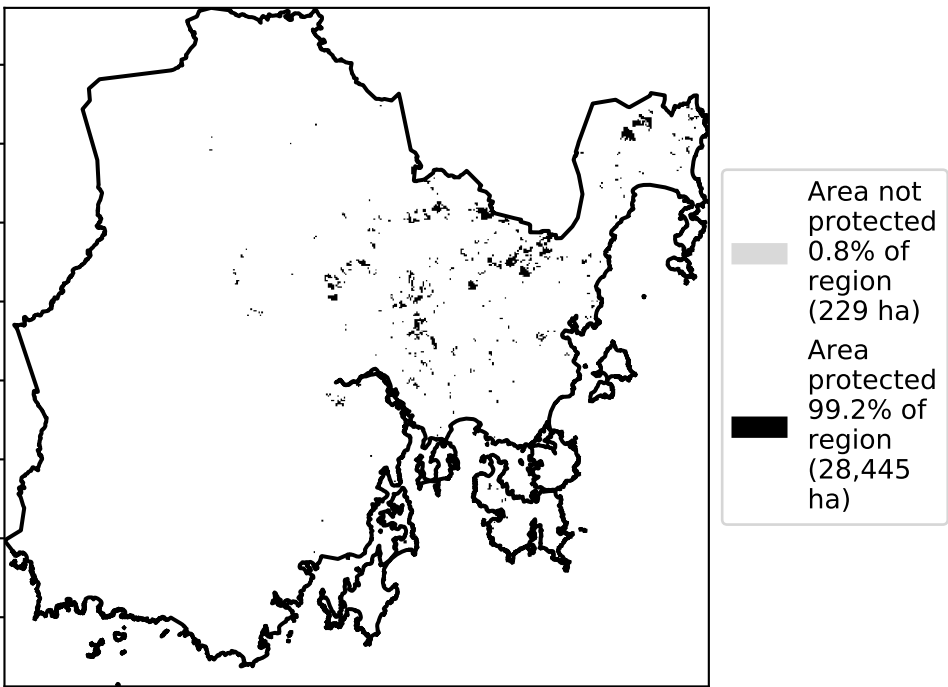 Area not
protected
0.8% of
region
(229 ha)
Area
protected
99.2% of
region
(28,445
ha)